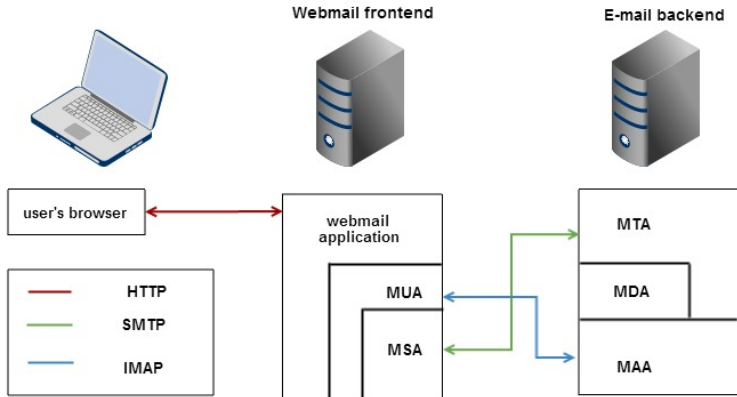 Webmail frontend
E-mail backend
user's browser
webmail
application
MUA
MSA
MTA
MDA
MAA
HTTP
SMTP
IMAP